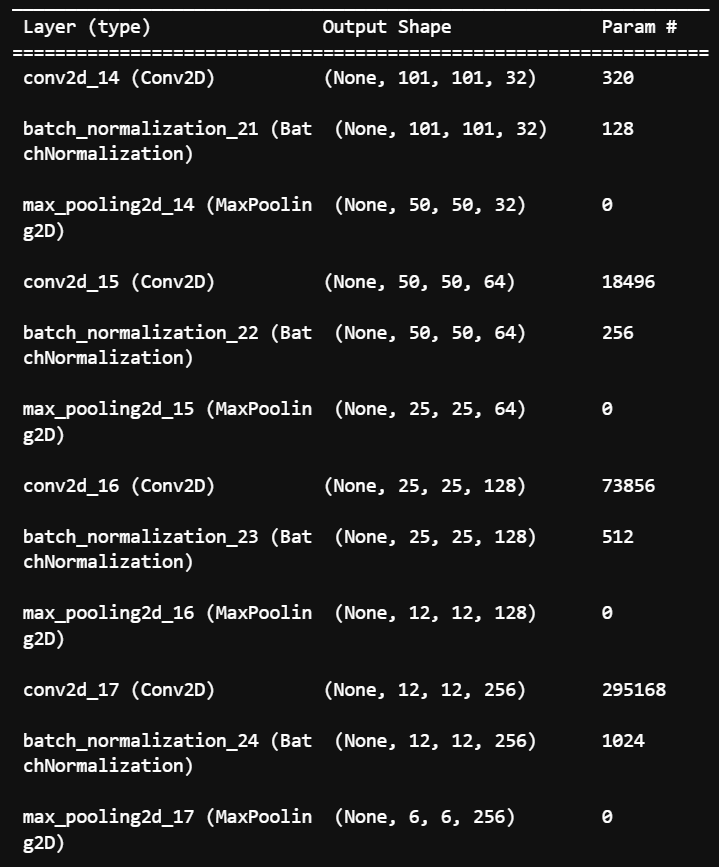 Layer (type)                Output Shape              Param #
=================================================================
conv2d_14 (Conv2D)          (None, 101, 101, 32)      320
batch_normalization_21 (Bat  (None, 101, 101, 32)     128
chNormalization)
max_pooling2d_14 (MaxPoolin  (None, 50, 50, 32)       0
g2D)
conv2d_15 (Conv2D)          (None, 50, 50, 64)        18496
batch_normalization_22 (Bat  (None, 50, 50, 64)       256
chNormalization)
max_pooling2d_15 (MaxPoolin  (None, 25, 25, 64)       0
g2D)
conv2d_16 (Conv2D)          (None, 25, 25, 128)       73856
batch_normalization_23 (Bat  (None, 25, 25, 128)      512
chNormalization)
max_pooling2d_16 (MaxPoolin  (None, 12, 12, 128)      0
g2D)
conv2d_17 (Conv2D)          (None, 12, 12, 256)       295168
batch_normalization_24 (Bat  (None, 12, 12, 256)      1024
chNormalization)
max_pooling2d_17 (MaxPoolin  (None, 6, 6, 256)        0
g2D)